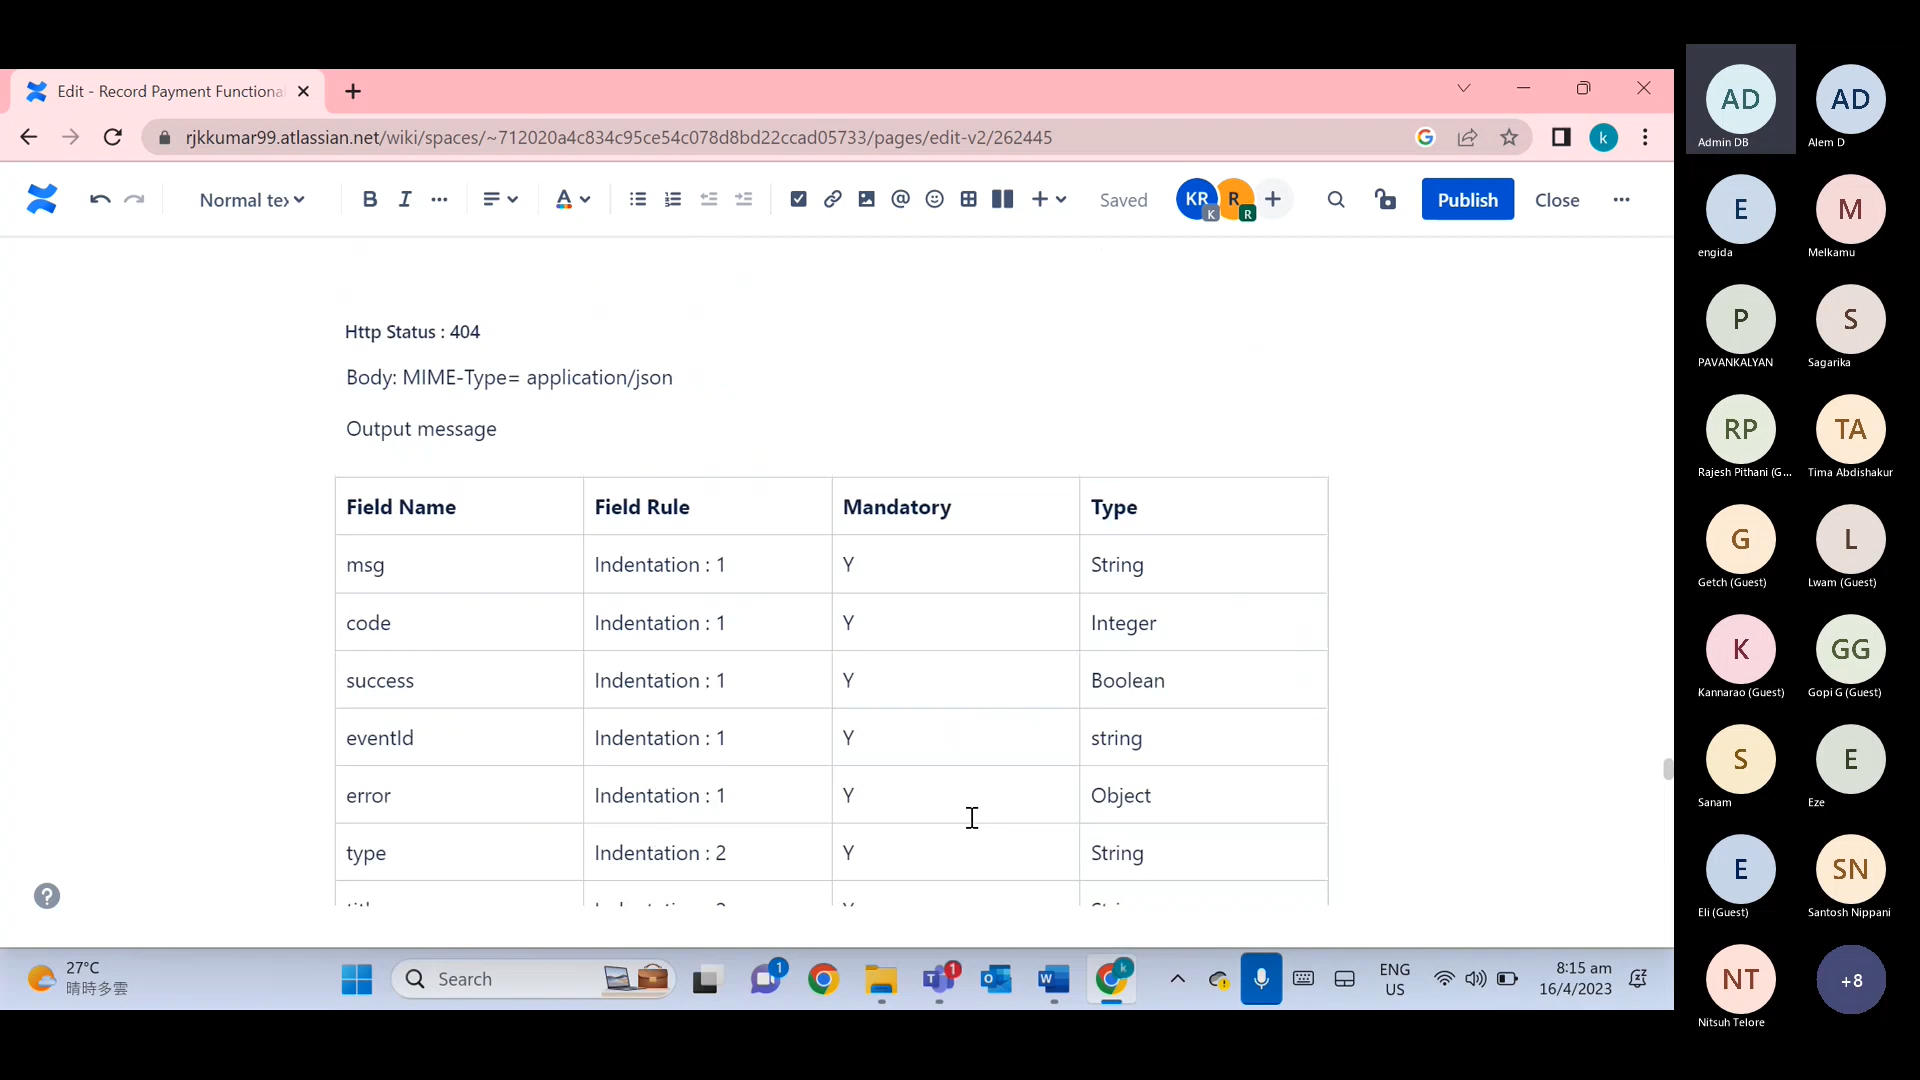 Edit - Record Payment Functiona
rjkkumar99.atlassian.net/wiki/spaces/~712020a4c834c95ce54c078d8bd22ccad05733/pages/edit-v2/262445
k
Normal tex
B I A @ Saved KR K R R Publish Close
Http Status : 404
Body: MIME-Type= application/json
Output message
Field Name Field Rule Mandatory Type
msg Indentation : 1 Y String
code Indentation : 1 Y Integer
success Indentation : 1 Y Boolean
eventId Indentation : 1 Y string
error Indentation : 1 Y Object
type Indentation : 2 Y String
?
27°C
晴時多雲
Search
1
1
k
ENG
US
8:15 am
16/4/2023
AD
Admin DB
AD
Alem D
E
engida
M
Melkamu
P
PAVANKALYAN
S
Sagarika
RP
Rajesh Pithani (G...
TA
Tima Abdishakur
G
Getch (Guest)
L
Lwam (Guest)
K
Kannarao (Guest)
GG
Gopi G (Guest)
S
Sanam
E
Eze
E
Eli (Guest)
SN
Santosh Nippani
NT
Nitsuh Telore
+8